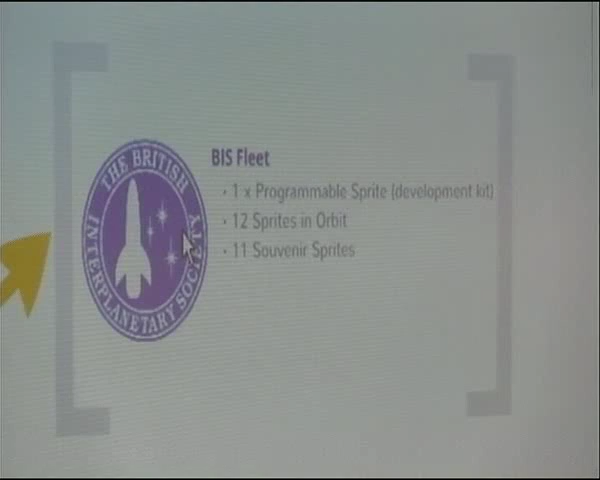 THE BRITISH
INTERPLANETARY SOCIETY
BIS Fleet
· 1 x Programmable Sprite (development kit)
· 12 Sprites in Orbit
· 11 Souvenir Sprites